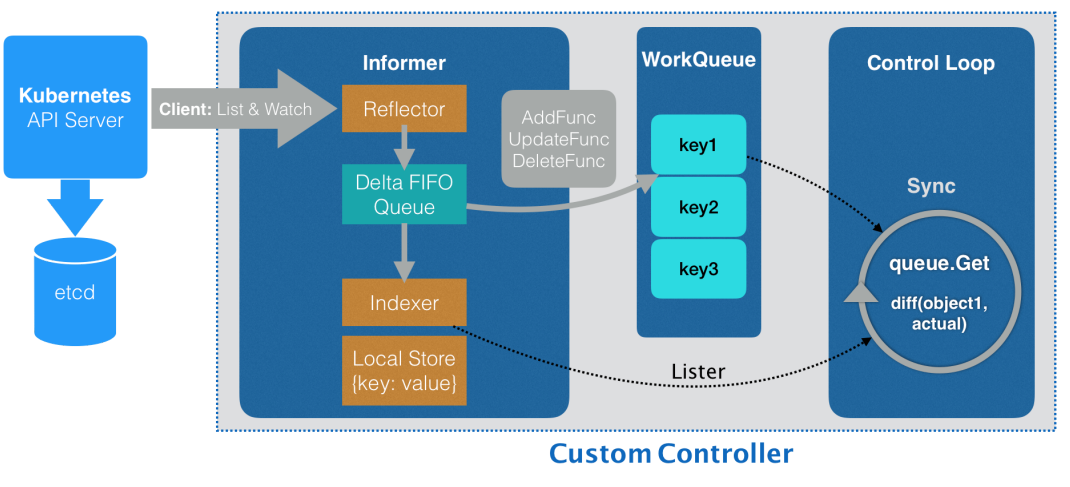 Kubernetes
API Server
etcd
Client: List & Watch
Informer
Reflector
Delta FIFO
Queue
Indexer
Local Store
{key: value}
AddFunc
UpdateFunc
DeleteFunc
WorkQueue
key1
key2
key3
Lister
Control Loop
Sync
queue.Get
diff(object1,
actual)
Custom Controller